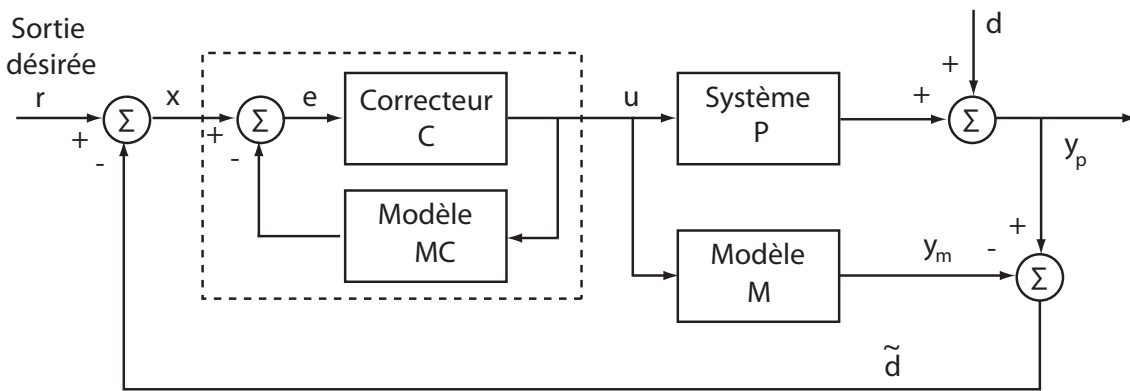 Sortie
désirée
r
+
-
Σ
x
+
-
Σ
e
Correcteur
C
Modèle
MC
u
Système
P
+
+
d
Σ
y_p
Modèle
M
y_m
-
+
Σ
d̃